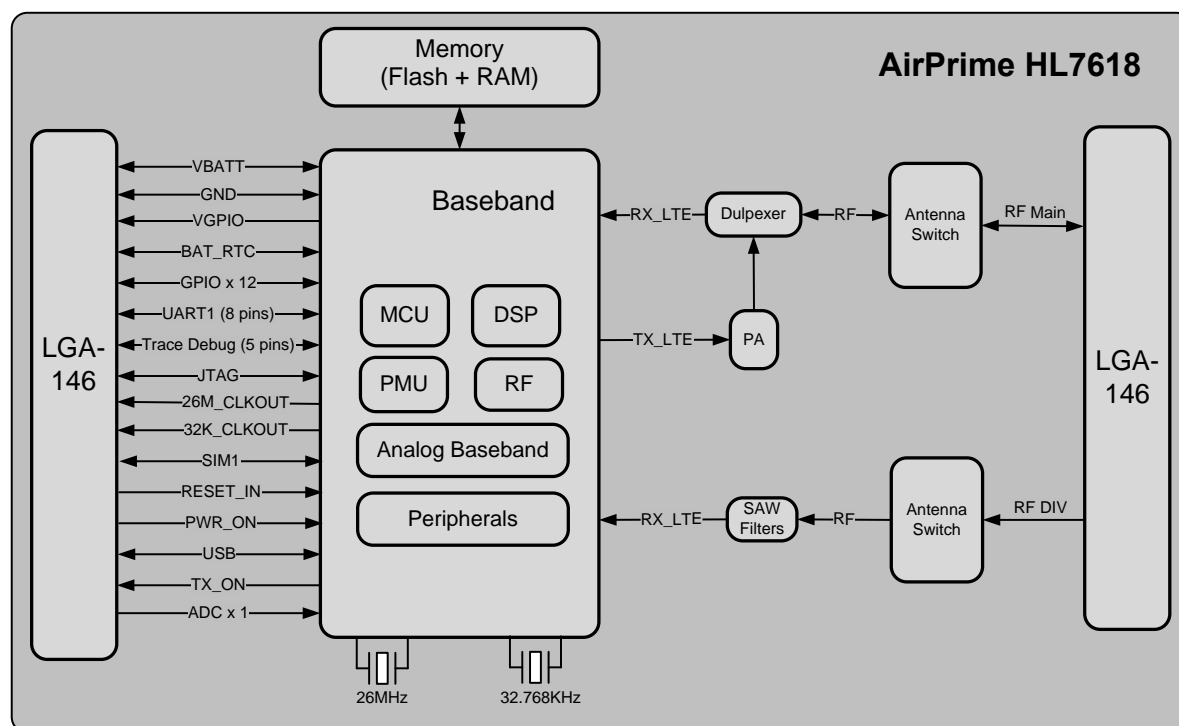 Memory
(Flash + RAM)
AirPrime HL7618
LGA-
146
VBATT
GND
VGPIO
BAT_RTC
GPIO x 12
UART1 (8 pins)
Trace Debug (5 pins)
JTAG
26M_CLKOUT
32K_CLKOUT
SIM1
RESET_IN
PWR_ON
USB
TX_ON
ADC x 1
Baseband
MCU
DSP
PMU
RF
Analog Baseband
Peripherals
26MHz
32.768KHz
RX_LTE
Dulpexer
RF
Antenna
Switch
RF Main
TX_LTE
PA
RX_LTE
SAW
Filters
RF
Antenna
Switch
RF DIV
LGA-
146